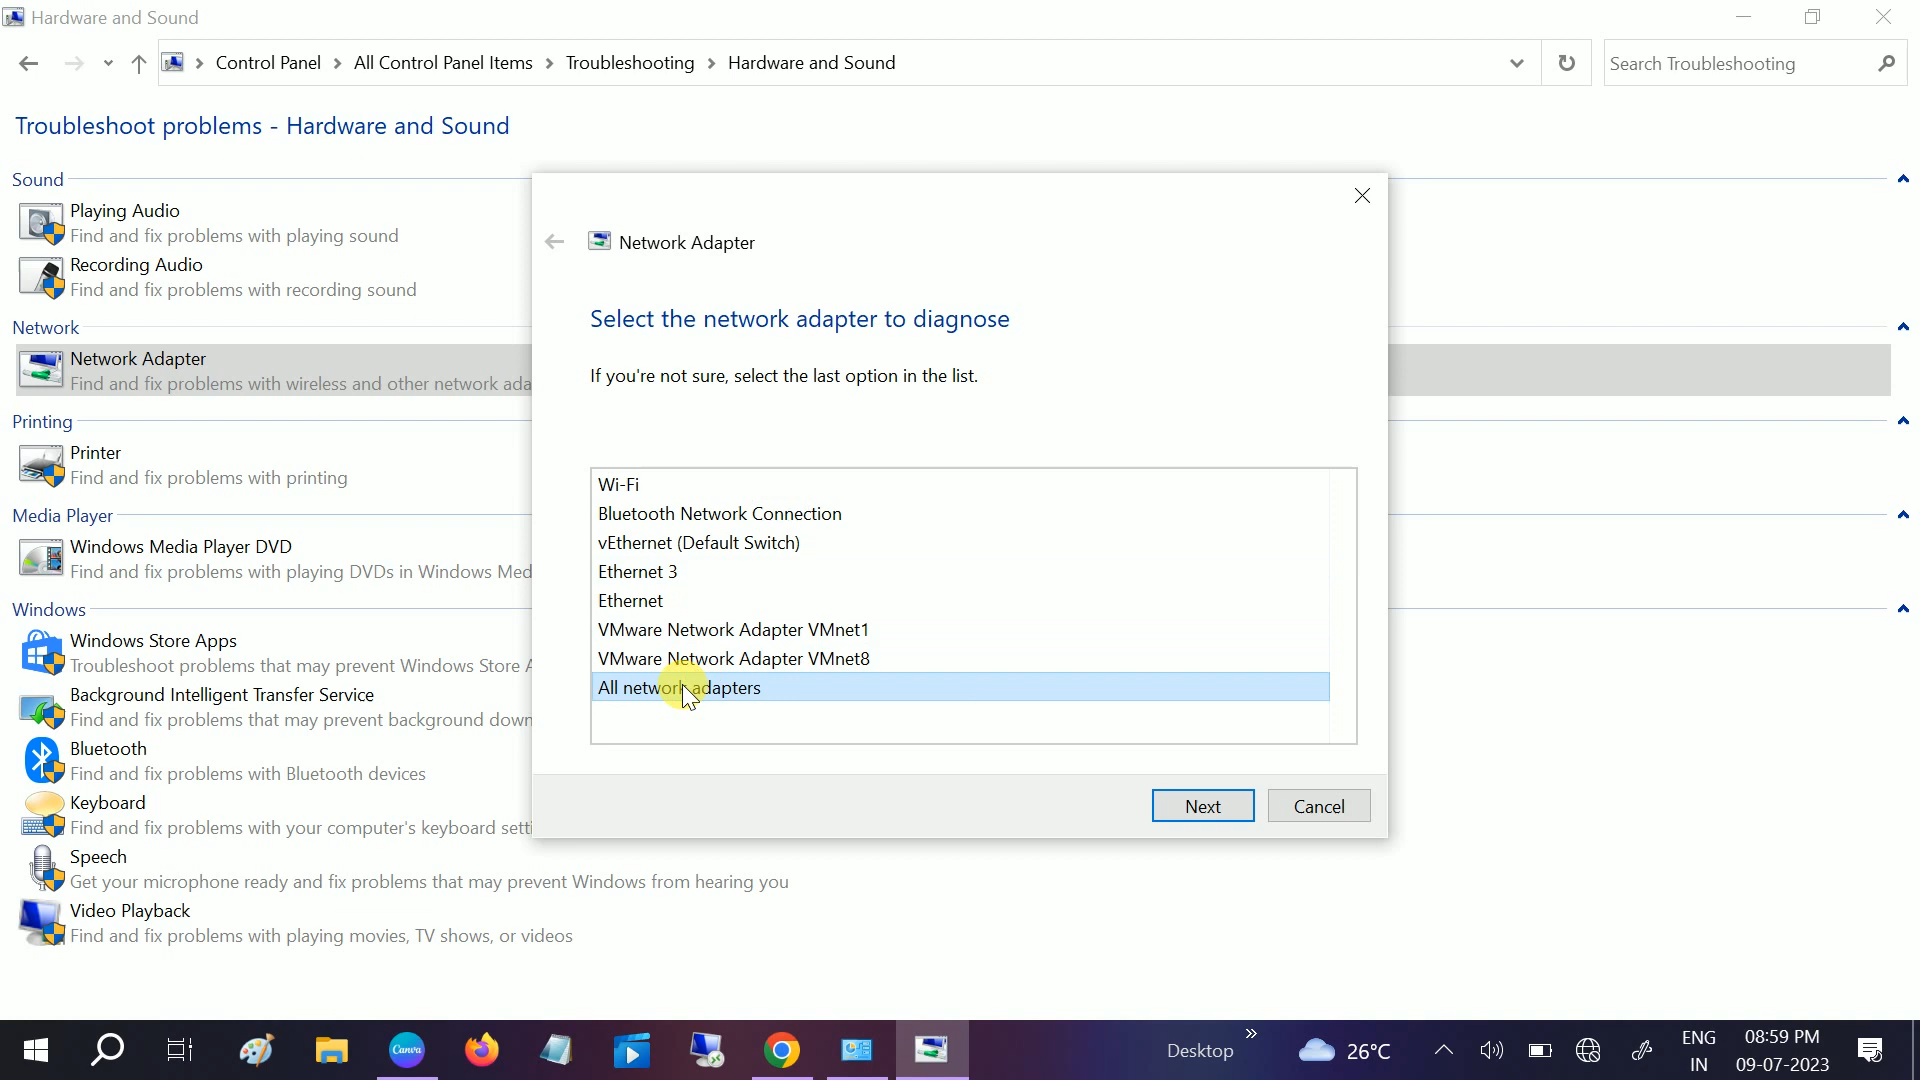 Hardware and Sound
Control Panel
All Control Panel Items
Troubleshooting
Hardware and Sound
Search Troubleshooting
Troubleshoot problems - Hardware and Sound
Sound
Playing Audio
Find and fix problems with playing sound
Recording Audio
Find and fix problems with recording sound
Network
Network Adapter
Find and fix problems with wireless and other network ada
Printing
Printer
Find and fix problems with printing
Media Player
Windows Media Player DVD
Find and fix problems with playing DVDs in Windows Med
Windows
Windows Store Apps
Troubleshoot problems that may prevent Windows Store A
Background Intelligent Transfer Service
Find and fix problems that may prevent background down
Bluetooth
Find and fix problems with Bluetooth devices
Keyboard
Find and fix problems with your computer's keyboard setti
Speech
Get your microphone ready and fix problems that may prevent Windows from hearing you
Video Playback
Find and fix problems with playing movies, TV shows, or videos
Network Adapter
Select the network adapter to diagnose
If you're not sure, select the last option in the list.
Wi-Fi
Bluetooth Network Connection
vEthernet (Default Switch)
Ethernet 3
Ethernet
VMware Network Adapter VMnet1
VMware Network Adapter VMnet8
All network adapters
Next
Cancel
Canva
Desktop
26°C
ENG
IN
08:59 PM
09-07-2023